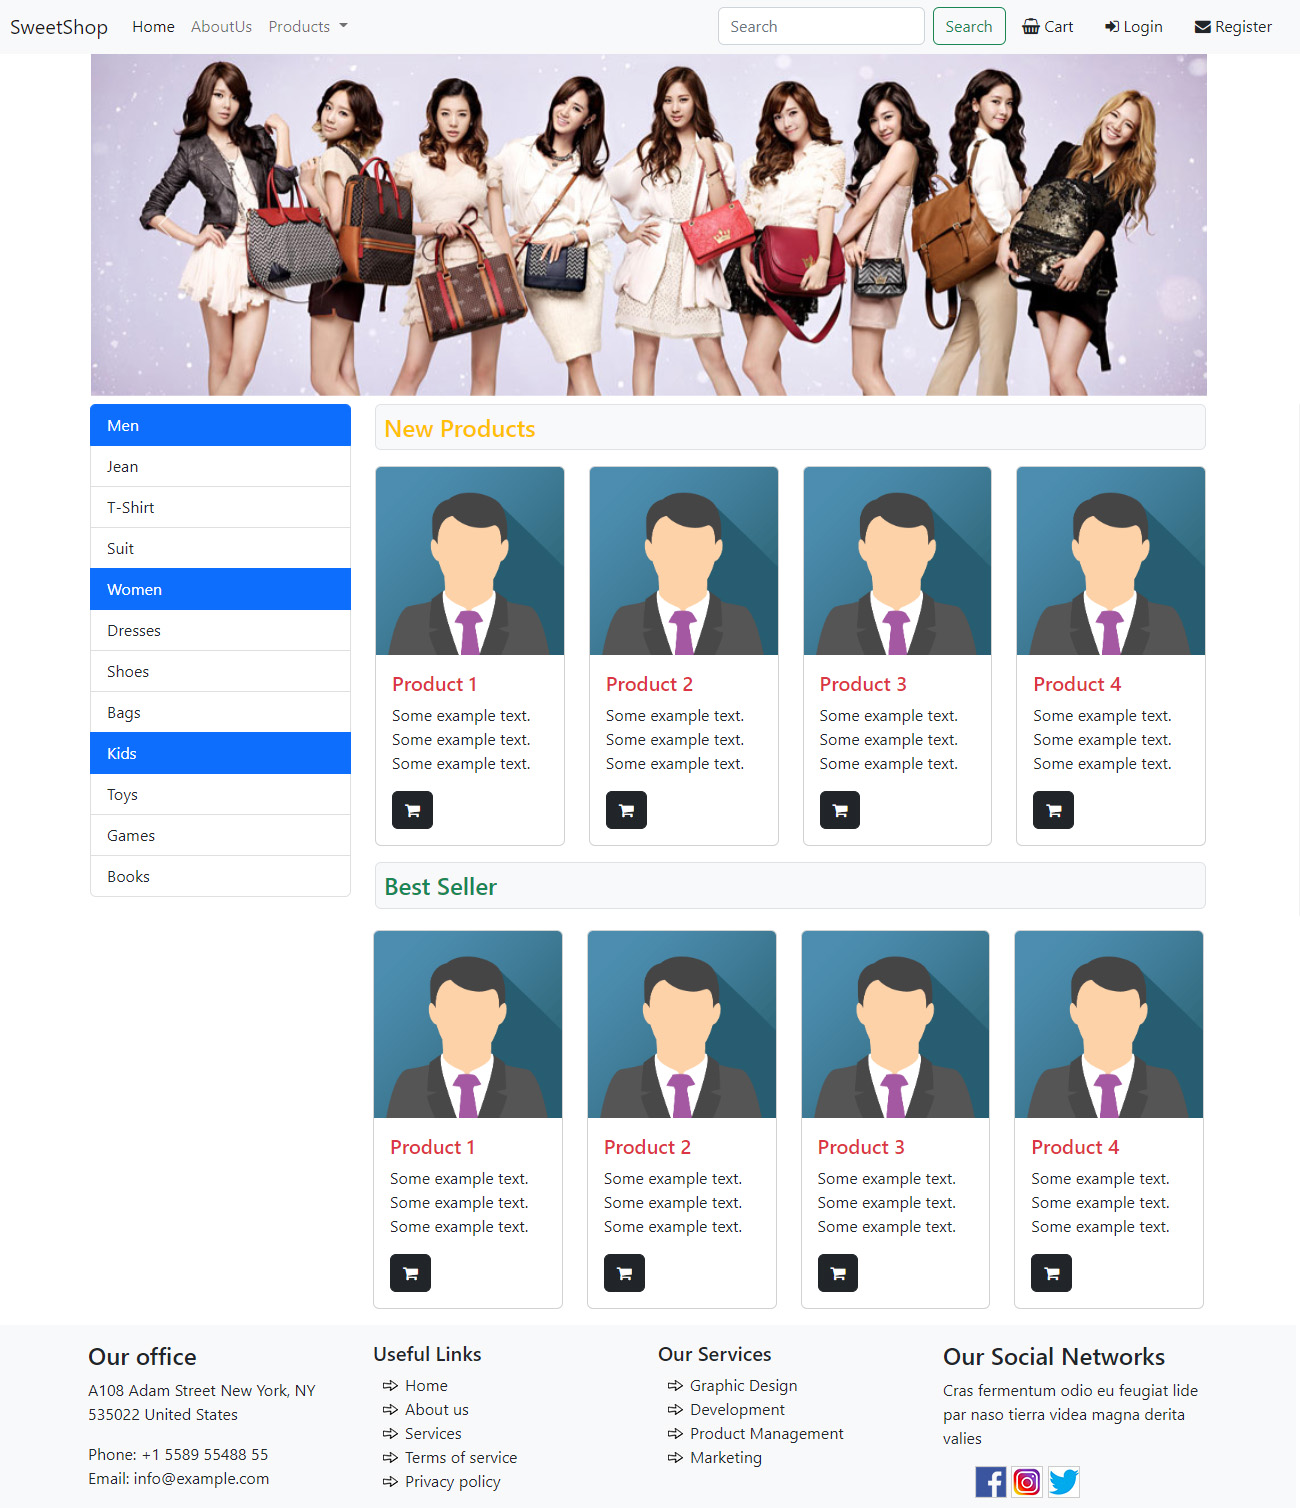 SweetShop Home AboutUs Products Search Search Cart Login Register
Men
Jean
T-Shirt
Suit
Women
Dresses
Shoes
Bags
Kids
Toys
Games
Books
New Products
Product 1
Some example text.
Some example text.
Some example text.
Product 2
Some example text.
Some example text.
Some example text.
Product 3
Some example text.
Some example text.
Some example text.
Product 4
Some example text.
Some example text.
Some example text.
Best Seller
Product 1
Some example text.
Some example text.
Some example text.
Product 2
Some example text.
Some example text.
Some example text.
Product 3
Some example text.
Some example text.
Some example text.
Product 4
Some example text.
Some example text.
Some example text.
Our office
A108 Adam Street New York, NY
535022 United States
Phone: +1 5589 55488 55
Email: info@example.com
Useful Links
Home
About us
Services
Terms of service
Privacy policy
Our Services
Graphic Design
Development
Product Management
Marketing
Our Social Networks
Cras fermentum odio eu feugiat lide
par naso tierra videa magna derita
valies